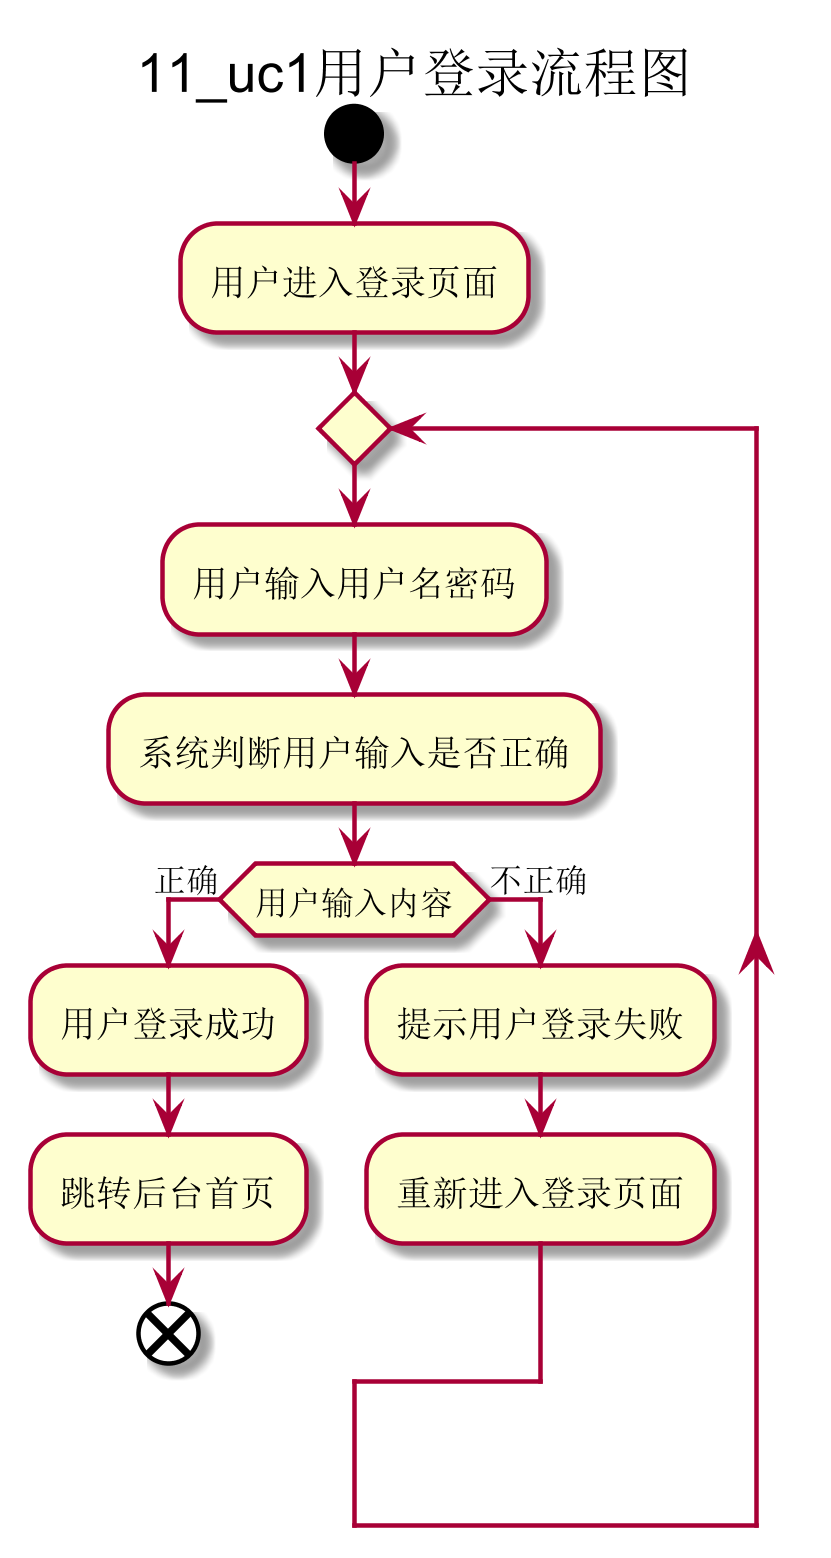 11_uc1用户登录流程图
用户进入登录页面
用户输入用户名密码
系统判断用户输入是否正确
正确
用户输入内容
不正确
用户登录成功
提示用户登录失败
跳转后台首页
重新进入登录页面